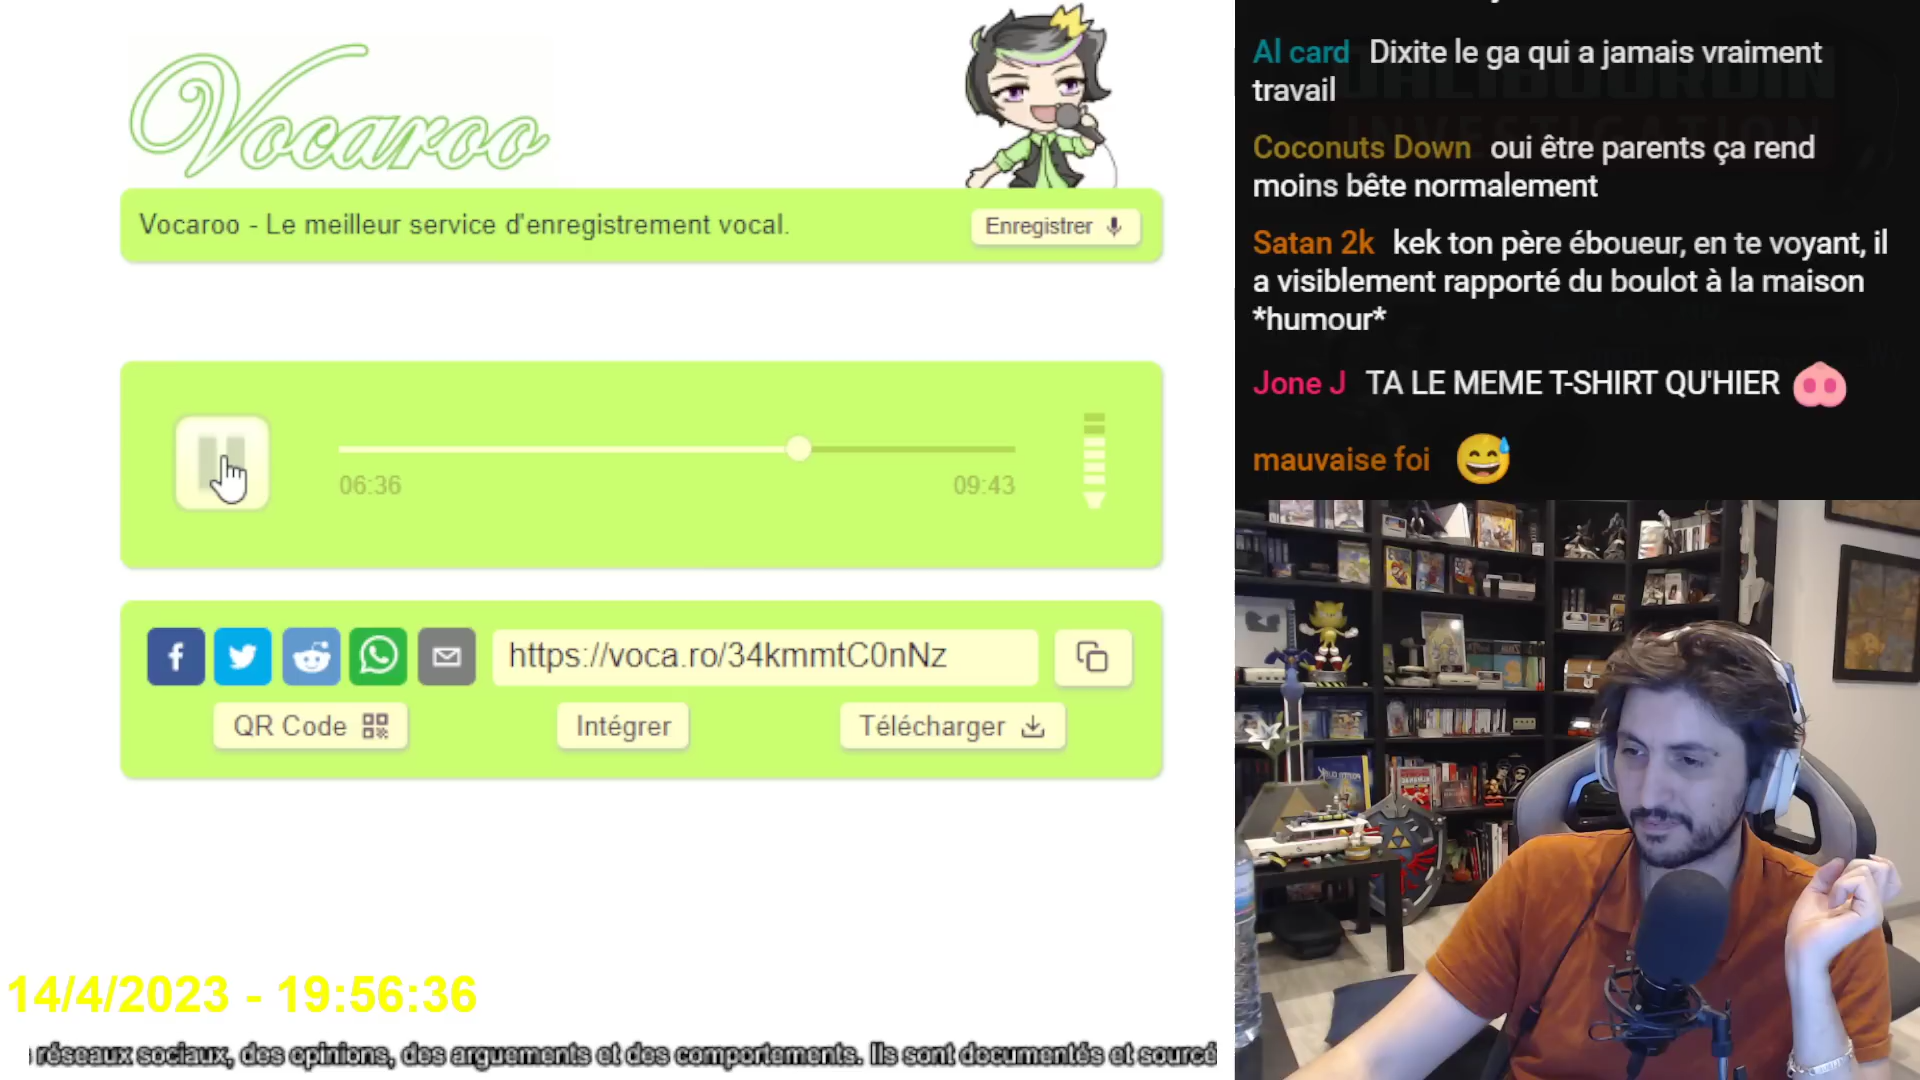 Vocaroo
Vocaroo - Le meilleur service d'enregistrement vocal.
Enregistrer
06:36
09:43
https://voca.ro/34kmmtC0nNz
QR Code
Intégrer
Télécharger
14/4/2023 - 19:56:36
réseaux sociaux, des opinions, des arguements et des comportements. Ils sont documentés et sourcé
Al card Dixite le ga qui a jamais vraiment
travail
Coconuts Down oui être parents ça rend
moins bête normalement
Satan 2k kek ton père éboueur, en te voyant, il
a visiblement rapporté du boulot à la maison
*humour*
Jone J TA LE MEME T-SHIRT QU'HIER
mauvaise foi